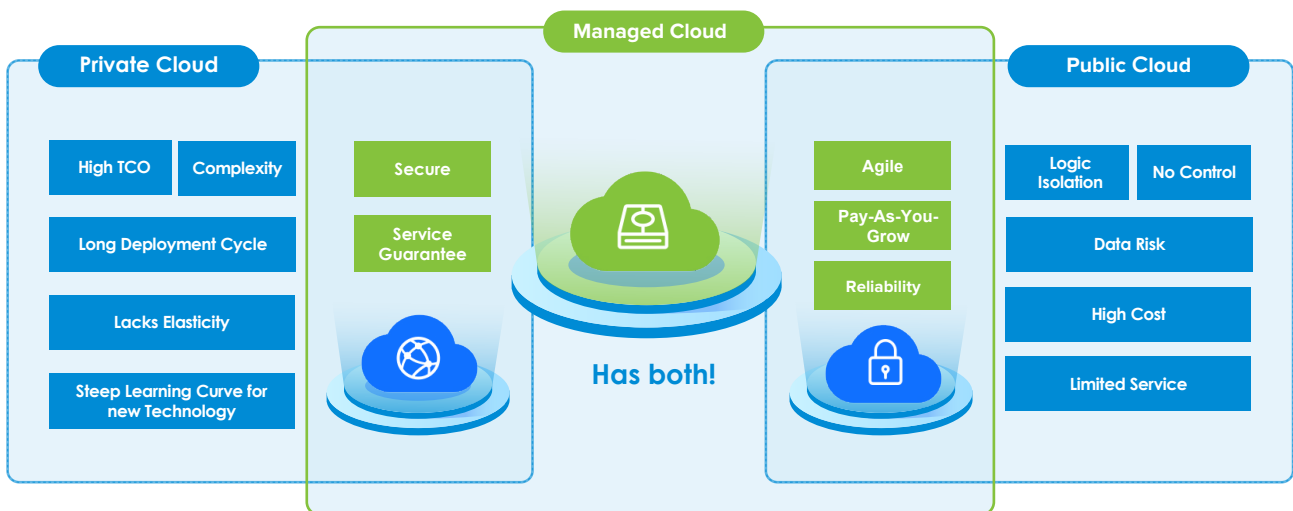 Managed Cloud
Private Cloud
Public Cloud
High TCO
Complexity
Long Deployment Cycle
Lacks Elasticity
Steep Learning Curve for
new Technology
Secure
Service
Guarantee
Has both!
Agile
Pay-As-You-
Grow
Reliability
Logic
Isolation
No Control
Data Risk
High Cost
Limited Service